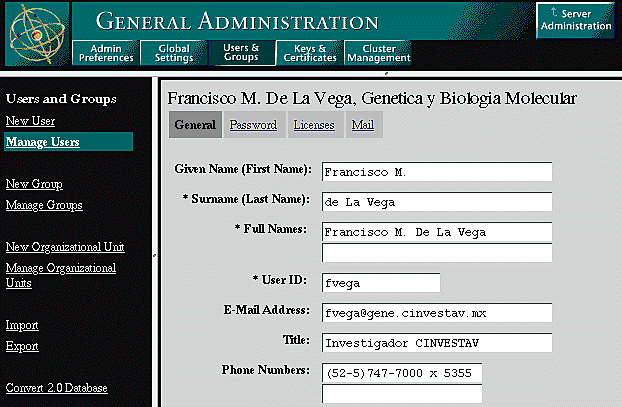 GENERAL ADMINISTRATION
Server
Administration
Admin
Preferences
Global
Settings
Users &
Groups
Keys &
Certificates
Cluster
Management
Users and Groups
New User
Manage Users
New Group
Manage Groups
New Organizational Unit
Manage Organizational
Units
Import
Export
Convert 2.0 Database
Francisco M. De La Vega, Genetica y Biologia Molecular
General Password Licenses Mail
Given Name (First Name): Francisco M.
* Surname (Last Name): de La Vega
* Full Names: Francisco M. De La Vega
* User ID: fvega
E-Mail Address: fvega@gene.cinvestav.mx
Title: Investigador CINVESTAV
Phone Numbers: (52-5)747-7000 x 5355